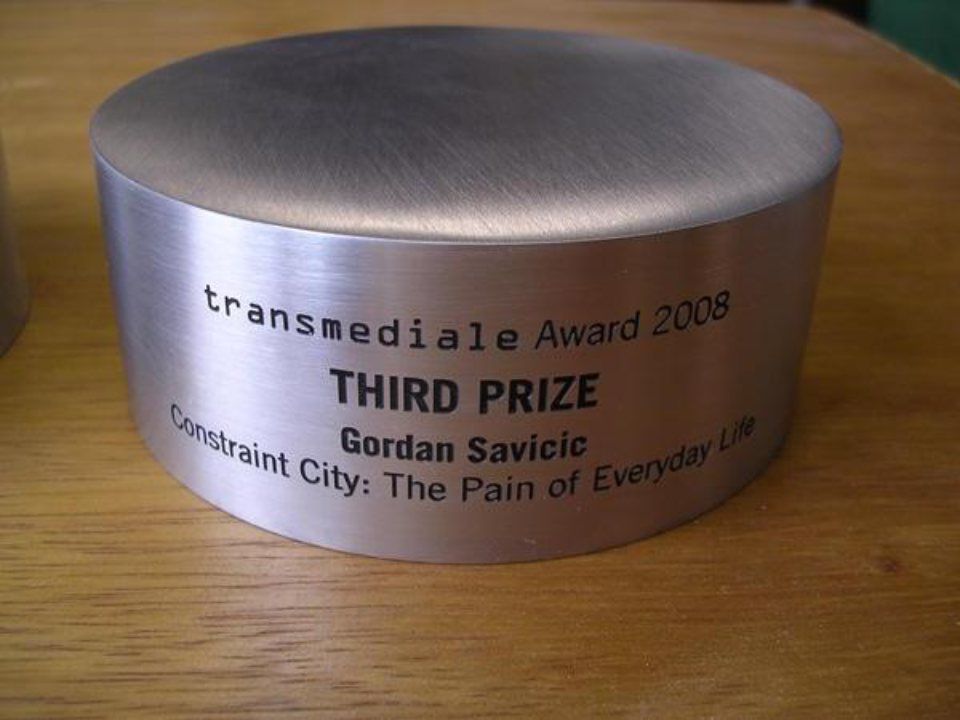 transmediale Award 2008
THIRD PRIZE
Gordan Savicic
Constraint City: The Pain of Everyday Life